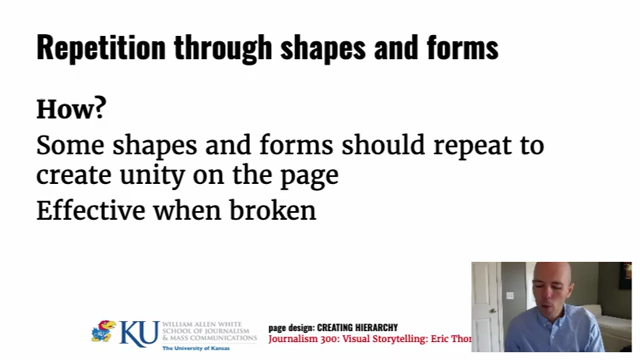 Repetition through shapes and forms
How?
Some shapes and forms should repeat to
create unity on the page
Effective when broken
KU
WILLIAM ALLEN WHITE
SCHOOL OF JOURNALISM
& MASS COMMUNICATIONS
The University of Kansas
page design: CREATING HIERARCHY
Journalism 300: Visual Storytelling: Eric Thor